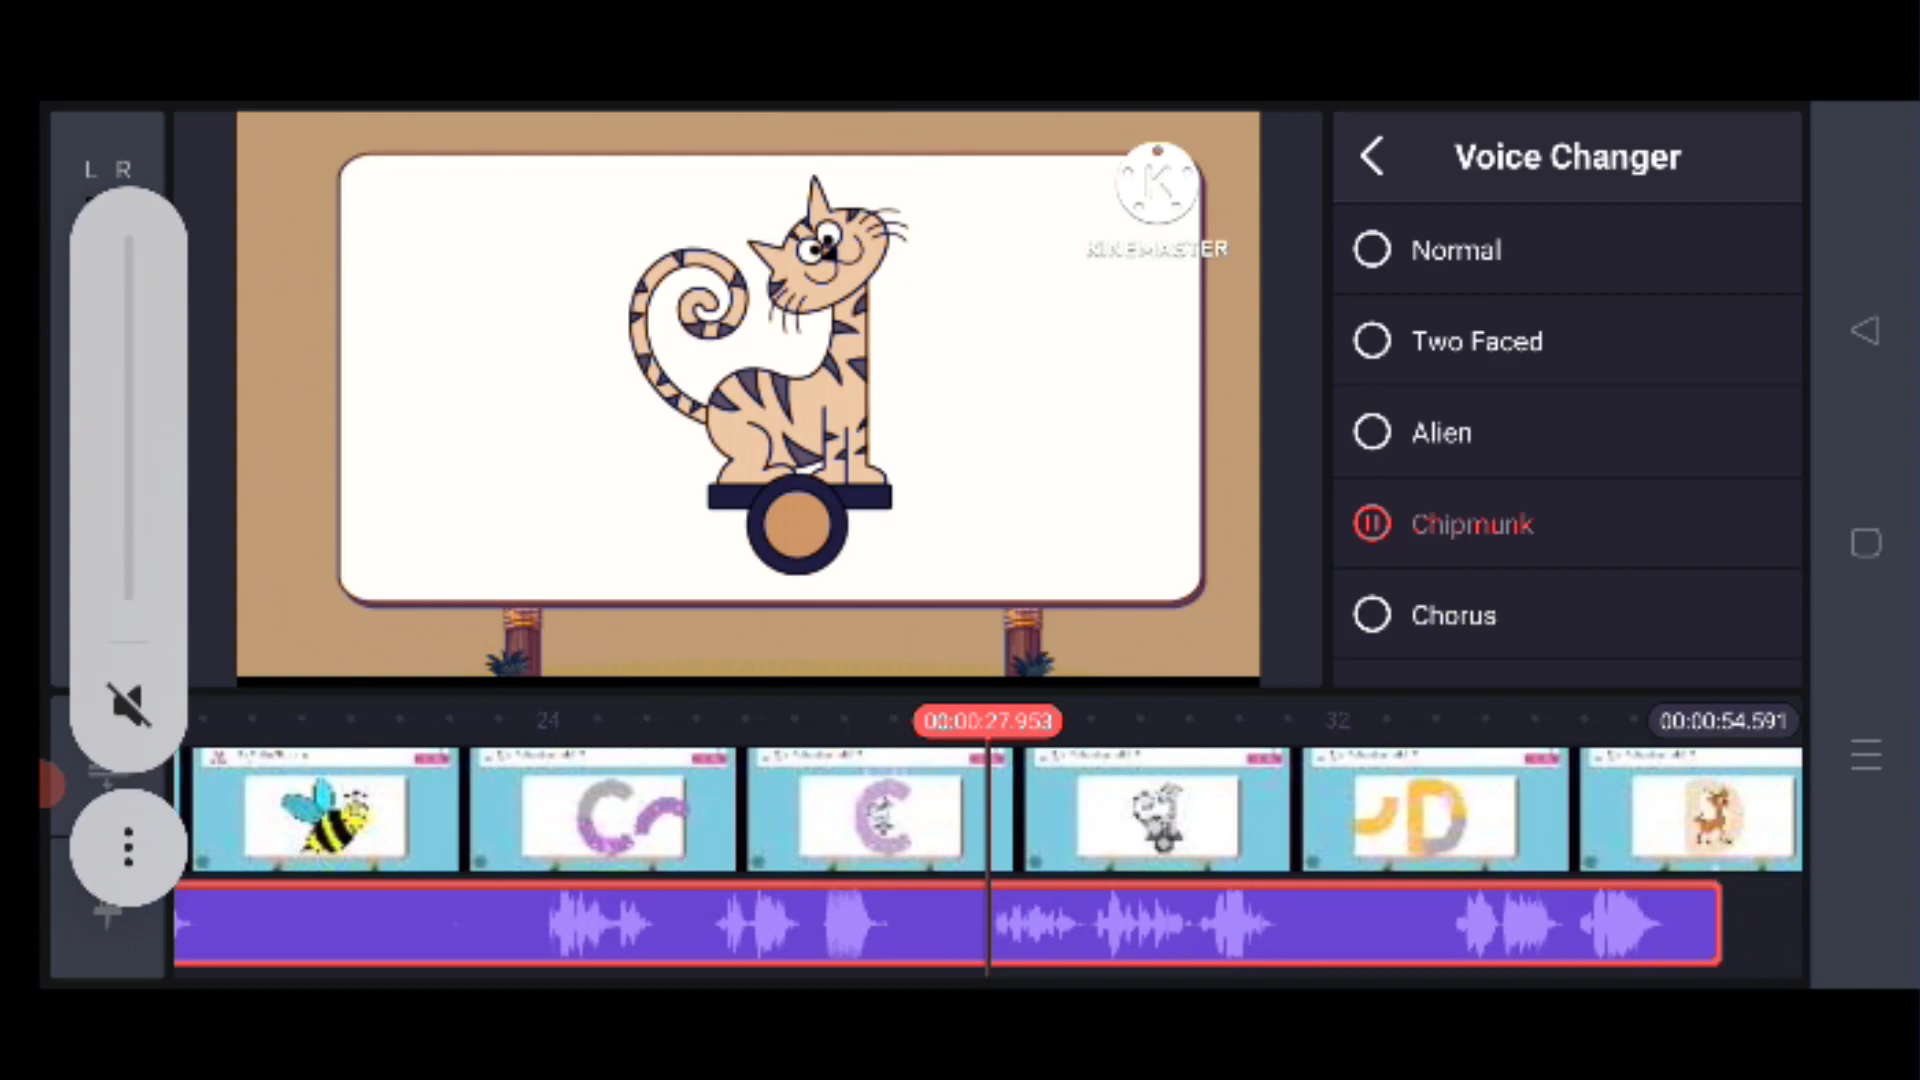 L R
K
KINEMASTER
Voice Changer
Normal
Two Faced
Alien
Chipmunk
Chorus
24
00:00:27.953
32
00:00:54.591
C
C
D